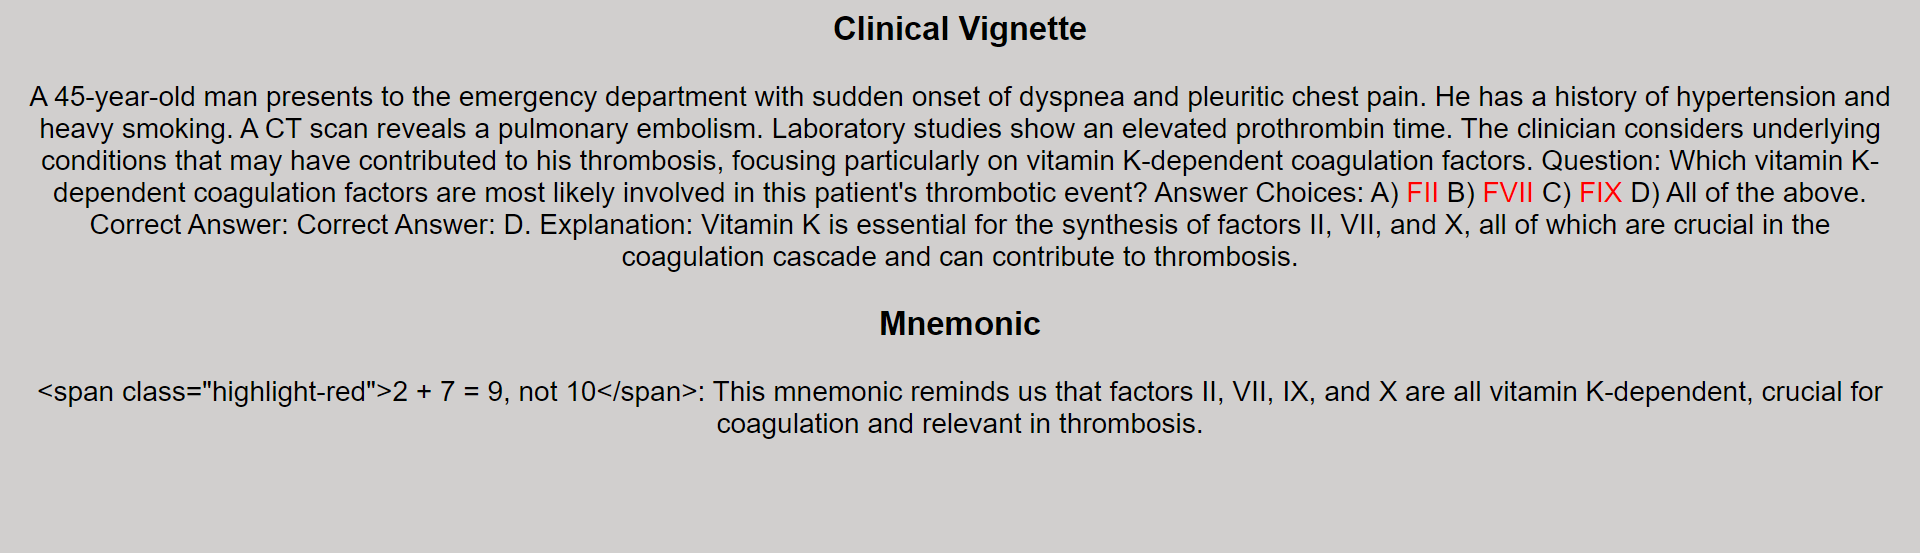 Clinical Vignette
A 45-year-old man presents to the emergency department with sudden onset of dyspnea and pleuritic chest pain. He has a history of hypertension and
heavy smoking. A CT scan reveals a pulmonary embolism. Laboratory studies show an elevated prothrombin time. The clinician considers underlying
conditions that may have contributed to his thrombosis, focusing particularly on vitamin K-dependent coagulation factors. Question: Which vitamin K-
dependent coagulation factors are most likely involved in this patient's thrombotic event? Answer Choices: A) FII B) FVII C) FIX D) All of the above.
Correct Answer: Correct Answer: D. Explanation: Vitamin K is essential for the synthesis of factors II, VII, and X, all of which are crucial in the
coagulation cascade and can contribute to thrombosis.
Mnemonic
<span class="highlight-red">2 + 7 = 9, not 10</span>: This mnemonic reminds us that factors II, VII, IX, and X are all vitamin K-dependent, crucial for
coagulation and relevant in thrombosis.